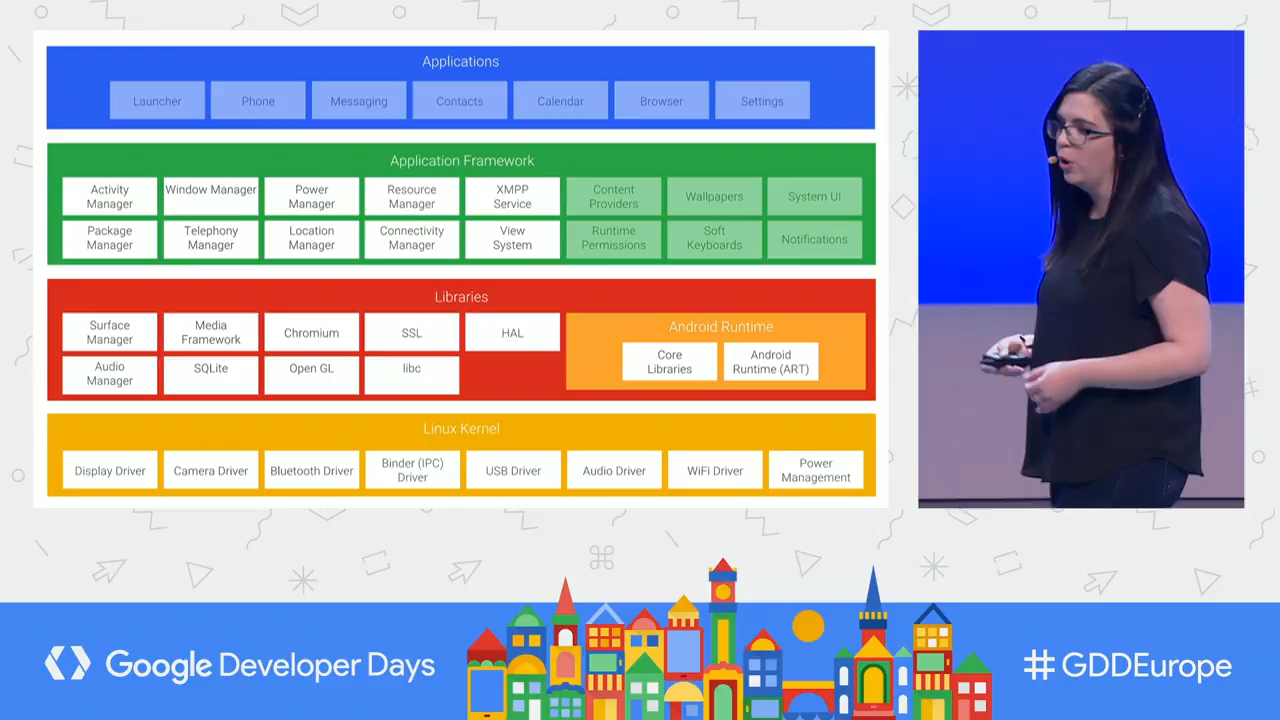 Applications
Launcher
Phone
Messaging
Contacts
Calendar
Browser
Settings
Application Framework
Activity
Manager
Window Manager
Power
Manager
Resource
Manager
XMPP
Service
Content
Providers
Wallpapers
System UI
Package
Manager
Telephony
Manager
Location
Manager
Connectivity
Manager
View
System
Runtime
Permissions
Soft
Keyboards
Notifications
Libraries
Surface
Manager
Media
Framework
Chromium
SSL
HAL
Audio
Manager
SQLite
Open GL
libc
Android Runtime
Core
Libraries
Android
Runtime (ART)
Linux Kernel
Display Driver
Camera Driver
Bluetooth Driver
Binder (IPC)
Driver
USB Driver
Audio Driver
WiFi Driver
Power
Management
Google Developer Days
#GDDEurope